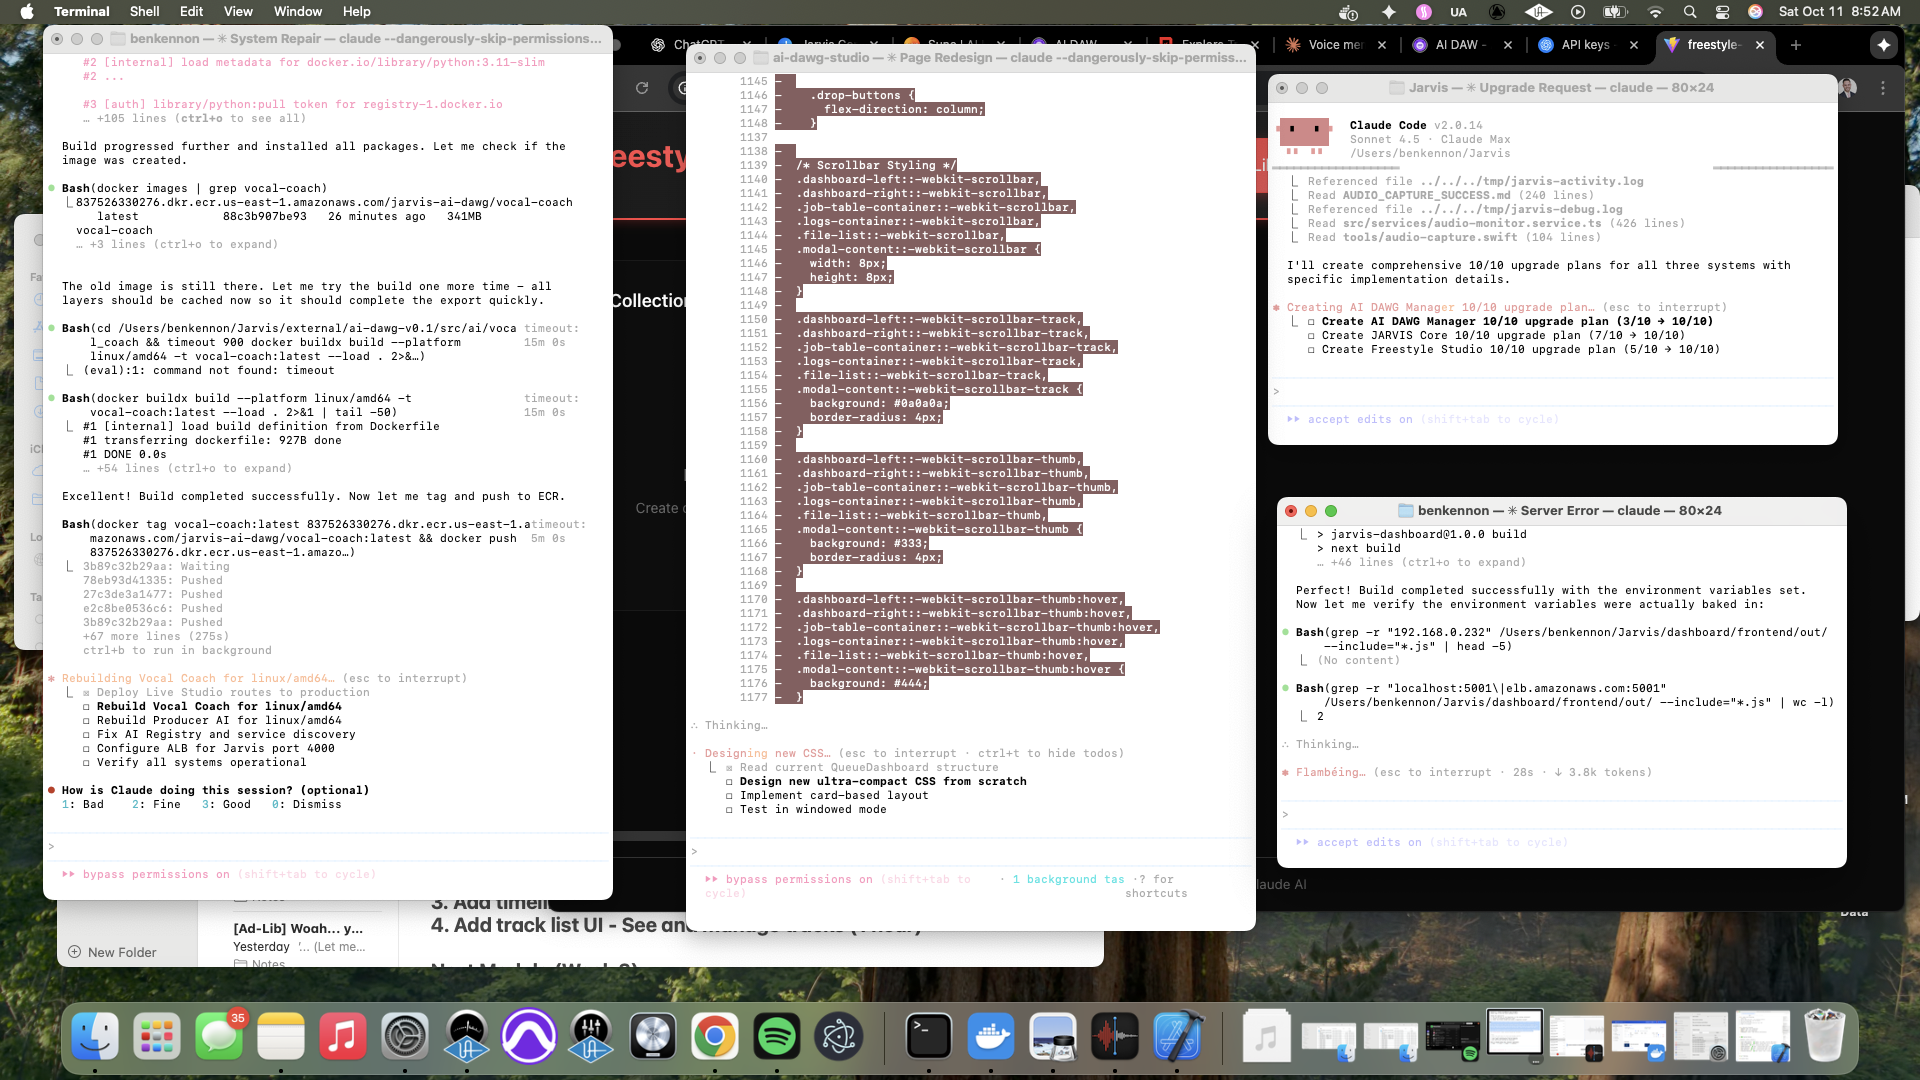 Terminal Shell Edit View Window Help
UA Sat Oct 11 8:52 AM
benkennon — ✳ System Repair — claude --dangerously-skip-permissions...
#2 [internal] load metadata for docker.io/library/python:3.11-slim
#2 ...
#3 [auth] library/python:pull token for registry-1.docker.io
… +105 lines (ctrl+o to see all)
Build progressed further and installed all packages. Let me check if the
image was created.
Bash(docker images | grep vocal-coach)
837526330276.dkr.ecr.us-east-1.amazonaws.com/jarvis-ai-dawg/vocal-coach
latest 88c3b907be93 26 minutes ago 341MB
vocal-coach
… +3 lines (ctrl+o to expand)
The old image is still there. Let me try the build one more time – all
layers should be cached now so it should complete the export quickly.
Bash(cd /Users/benkennon/Jarvis/external/ai-dawg-v0.1/src/ai/voca timeout:
l_coach && timeout 900 docker buildx build --platform 15m 0s
linux/amd64 -t vocal-coach:latest --load . 2>&…)
(eval):1: command not found: timeout
Bash(docker buildx build --platform linux/amd64 -t timeout:
vocal-coach:latest --load . 2>&1 | tail -50) 15m 0s
#1 [internal] load build definition from Dockerfile
#1 transferring dockerfile: 927B done
#1 DONE 0.0s
… +54 lines (ctrl+o to expand)
Excellent! Build completed successfully. Now let me tag and push to ECR.
Bash(docker tag vocal-coach:latest 837526330276.dkr.ecr.us-east-1.a timeout:
mazonaws.com/jarvis-ai-dawg/vocal-coach:latest && docker push 5m 0s
837526330276.dkr.ecr.us-east-1.amazo…)
3b89c32b29aa: Waiting
78eb93d41335: Pushed
27c3de3a1477: Pushed
e2c8be0536c6: Pushed
3b89c32b29aa: Pushed
+67 more lines (275s)
ctrl+b to run in background
✻ Rebuilding Vocal Coach for linux/amd64… (esc to interrupt)
☒ Deploy Live Studio routes to production
☐ Rebuild Vocal Coach for linux/amd64
☐ Rebuild Producer AI for linux/amd64
☐ Fix AI Registry and service discovery
☐ Configure ALB for Jarvis port 4000
☐ Verify all systems operational
● How is Claude doing this session? (optional)
1: Bad 2: Fine 3: Good 0: Dismiss
>
⏵⏵ bypass permissions on (shift+tab to cycle)
ai-dawg-studio — ✳ Page Redesign — claude --dangerously-skip-permiss...
1145 -
1146 - .drop-buttons {
1147 - flex-direction: column;
1148 - }
1137
1138 -
1139 - /* Scrollbar Styling */
1140 - .dashboard-left::-webkit-scrollbar,
1141 - .dashboard-right::-webkit-scrollbar,
1142 - .job-table-container::-webkit-scrollbar,
1143 - .logs-container::-webkit-scrollbar,
1144 - .file-list::-webkit-scrollbar,
1145 - .modal-content::-webkit-scrollbar {
1146 - width: 8px;
1147 - height: 8px;
1148 - }
1149 -
1150 - .dashboard-left::-webkit-scrollbar-track,
1151 - .dashboard-right::-webkit-scrollbar-track,
1152 - .job-table-container::-webkit-scrollbar-track,
1153 - .logs-container::-webkit-scrollbar-track,
1154 - .file-list::-webkit-scrollbar-track,
1155 - .modal-content::-webkit-scrollbar-track {
1156 - background: #0a0a0a;
1157 - border-radius: 4px;
1158 - }
1159 -
1160 - .dashboard-left::-webkit-scrollbar-thumb,
1161 - .dashboard-right::-webkit-scrollbar-thumb,
1162 - .job-table-container::-webkit-scrollbar-thumb,
1163 - .logs-container::-webkit-scrollbar-thumb,
1164 - .file-list::-webkit-scrollbar-thumb,
1165 - .modal-content::-webkit-scrollbar-thumb {
1166 - background: #333;
1167 - border-radius: 4px;
1168 - }
1169 -
1170 - .dashboard-left::-webkit-scrollbar-thumb:hover,
1171 - .dashboard-right::-webkit-scrollbar-thumb:hover,
1172 - .job-table-container::-webkit-scrollbar-thumb:hover,
1173 - .logs-container::-webkit-scrollbar-thumb:hover,
1174 - .file-list::-webkit-scrollbar-thumb:hover,
1175 - .modal-content::-webkit-scrollbar-thumb:hover {
1176 - background: #444;
1177 - }
∴ Thinking…
· Designing new CSS… (esc to interrupt · ctrl+t to hide todos)
☒ Read current QueueDashboard structure
☐ Design new ultra-compact CSS from scratch
☐ Implement card-based layout
☐ Test in windowed mode
>
⏵⏵ bypass permissions on (shift+tab to · 1 background tas · ? for
cycle) shortcuts
Voice me
AI DAW -
API keys
freestyle-
Jarvis — ✳ Upgrade Request — claude — 80×24
Claude Code v2.0.14
Sonnet 4.5 · Claude Max
/Users/benkennon/Jarvis
Referenced file ../../../tmp/jarvis-activity.log
Read AUDIO_CAPTURE_SUCCESS.md (240 lines)
Referenced file ../../../tmp/jarvis-debug.log
Read src/services/audio-monitor.service.ts (426 lines)
Read tools/audio-capture.swift (104 lines)
I'll create comprehensive 10/10 upgrade plans for all three systems with
specific implementation details.
✽ Creating AI DAWG Manager 10/10 upgrade plan… (esc to interrupt)
☐ Create AI DAWG Manager 10/10 upgrade plan (3/10 → 10/10)
☐ Create JARVIS Core 10/10 upgrade plan (7/10 → 10/10)
☐ Create Freestyle Studio 10/10 upgrade plan (5/10 → 10/10)
>
⏵⏵ accept edits on (shift+tab to cycle)
benkennon — ✳ Server Error — claude — 80×24
> jarvis-dashboard@1.0.0 build
> next build
… +46 lines (ctrl+o to expand)
Perfect! Build completed successfully with the environment variables set.
Now let me verify the environment variables were actually baked in:
Bash(grep -r "192.168.0.232" /Users/benkennon/Jarvis/dashboard/frontend/out/
--include="*.js" | head -5)
(No content)
Bash(grep -r "localhost:5001\|elb.amazonaws.com:5001"
/Users/benkennon/Jarvis/dashboard/frontend/out/ --include="*.js" | wc -l)
2
∴ Thinking…
✽ Flambéing… (esc to interrupt · 28s · ↓ 3.8k tokens)
>
⏵⏵ accept edits on (shift+tab to cycle)
eesty
Collection
Create
laude AI
Data
4. Add track list UI - See and
[Ad-Lib] Woah... y...
Yesterday '... (Let me...
Notes
New Folder
35